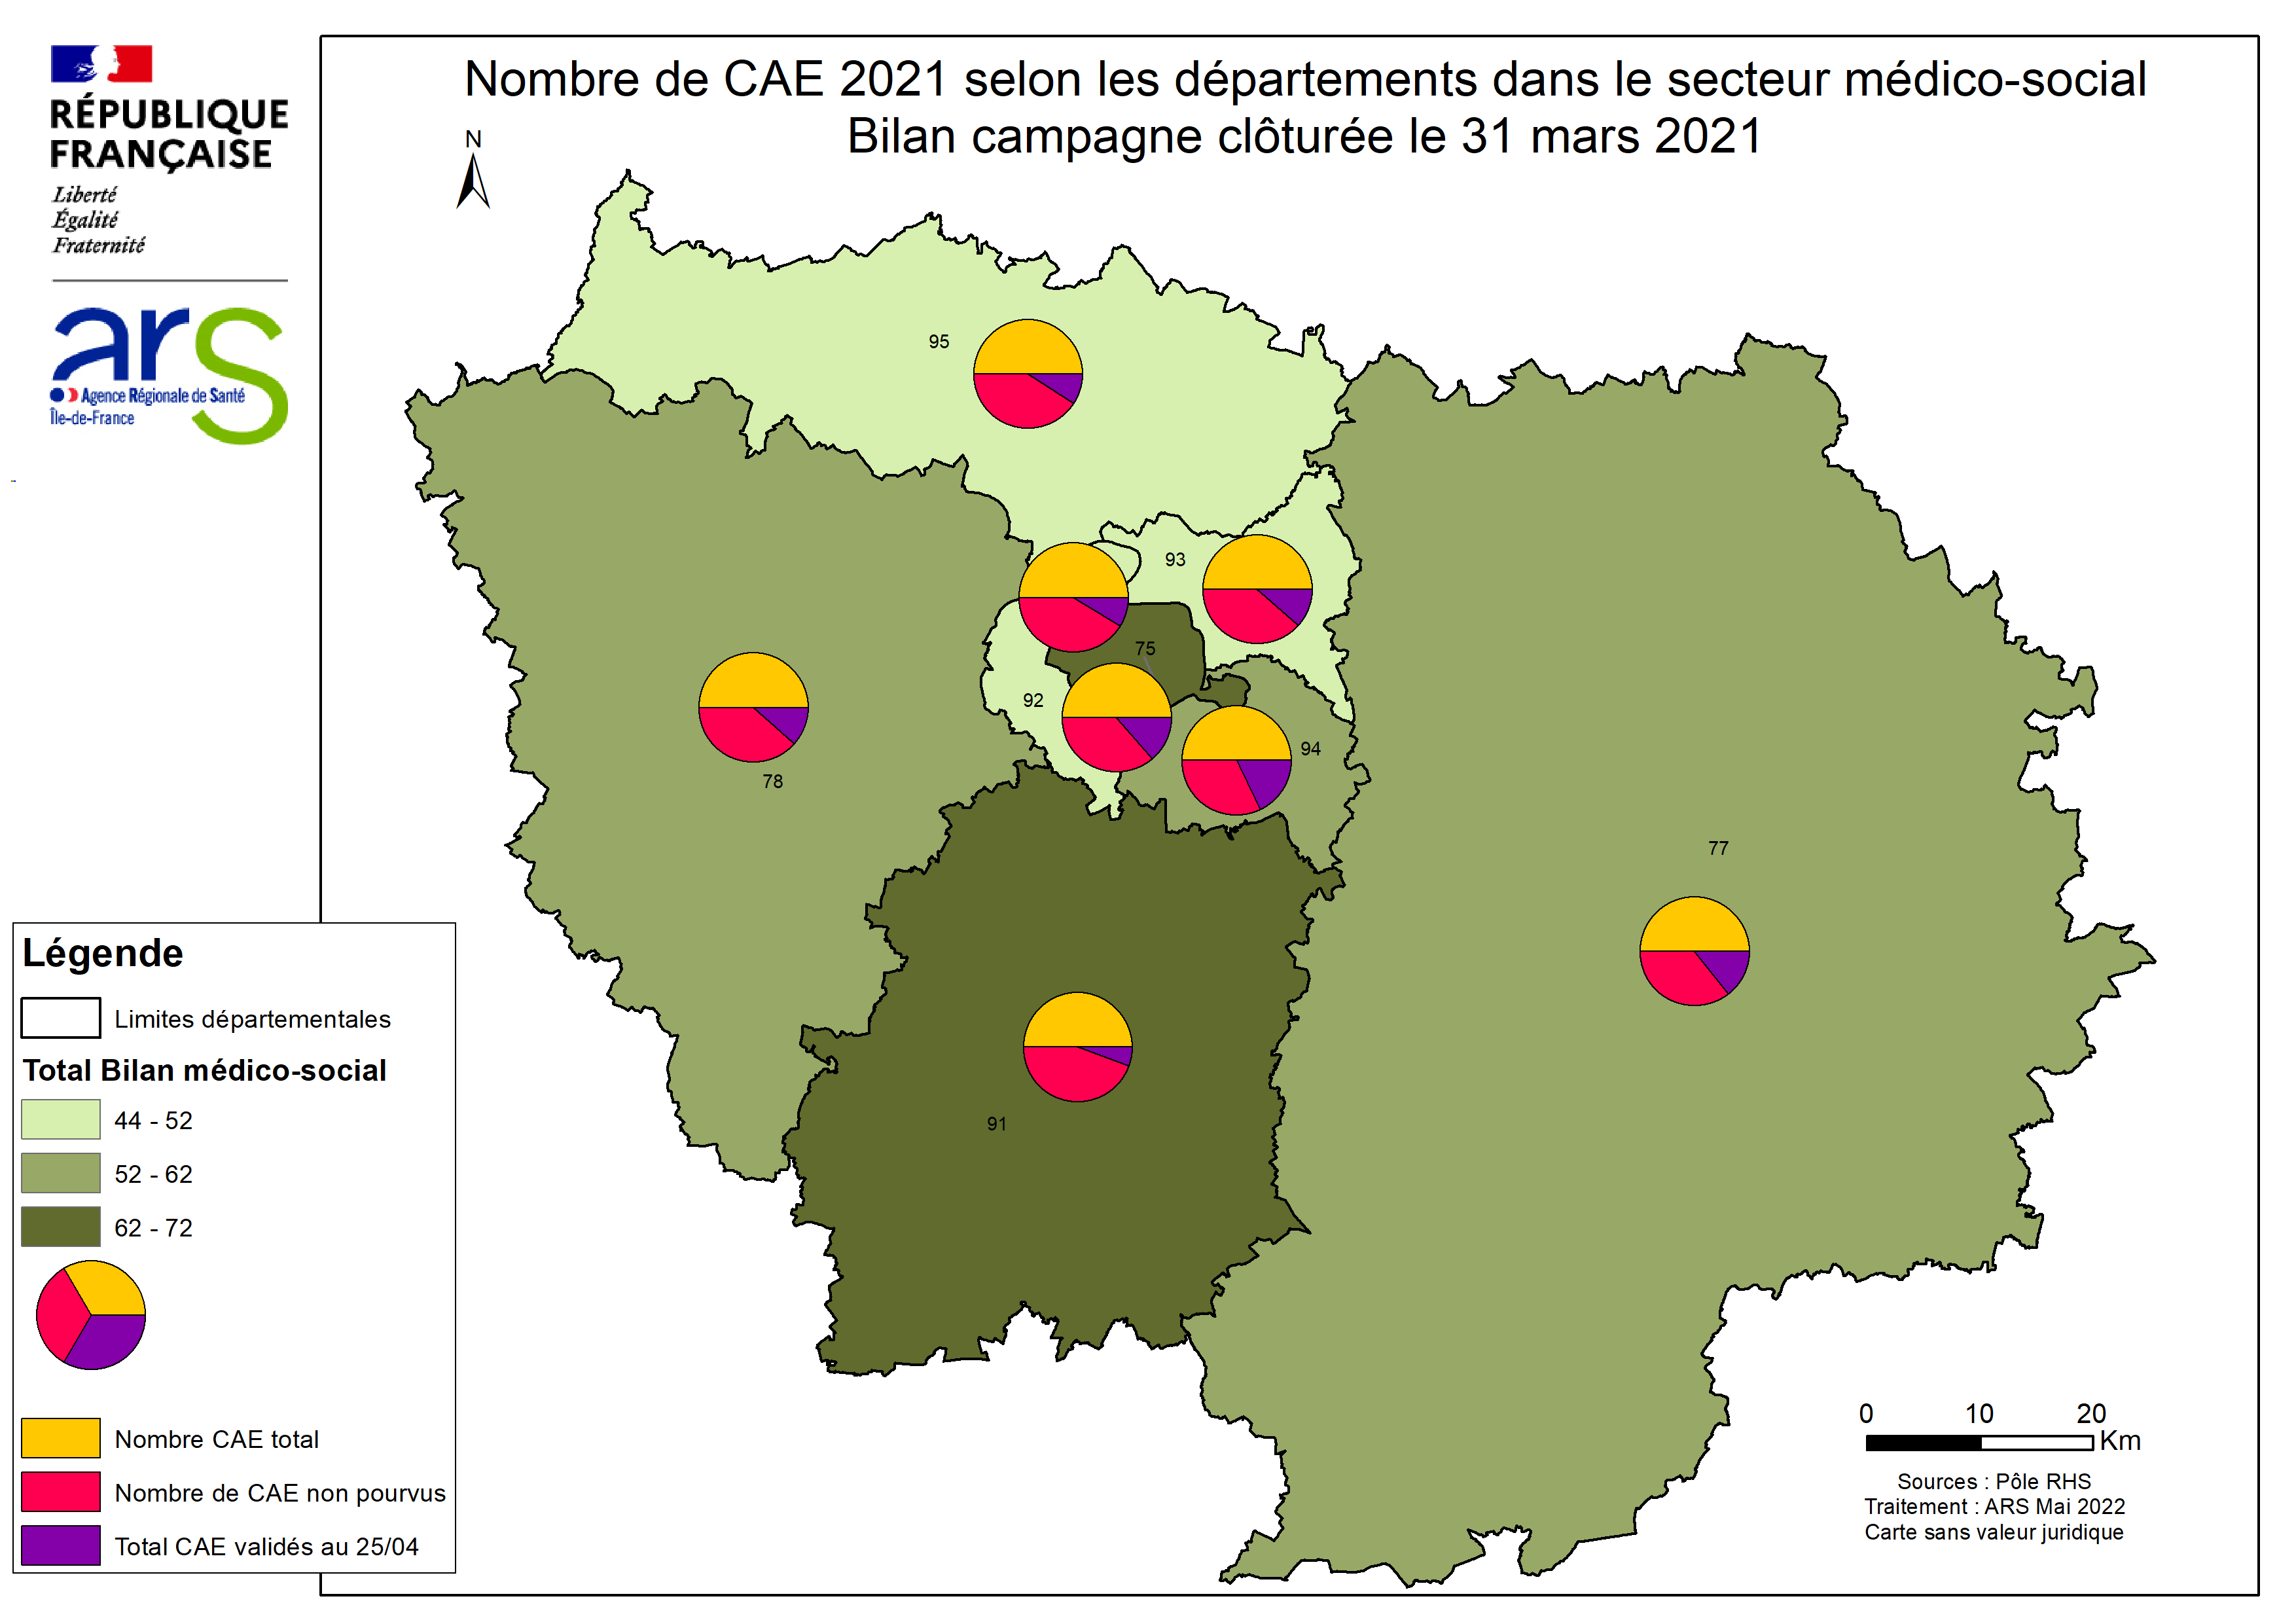 RÉPUBLIQUE
FRANÇAISE
Liberté
Égalité
Fraternité
ars
Agence Régionale de Santé
Île-de-France
Nombre de CAE 2021 selon les départements dans le secteur médico-social
Bilan campagne clôturée le 31 mars 2021
N
95
93
75
92
94
78
77
91
Légende
Limites départementales
Total Bilan médico-social
44 - 52
52 - 62
62 - 72
Nombre CAE total
Nombre de CAE non pourvus
Total CAE validés au 25/04
0 10 20
Km
Sources : Pôle RHS
Traitement : ARS Mai 2022
Carte sans valeur juridique